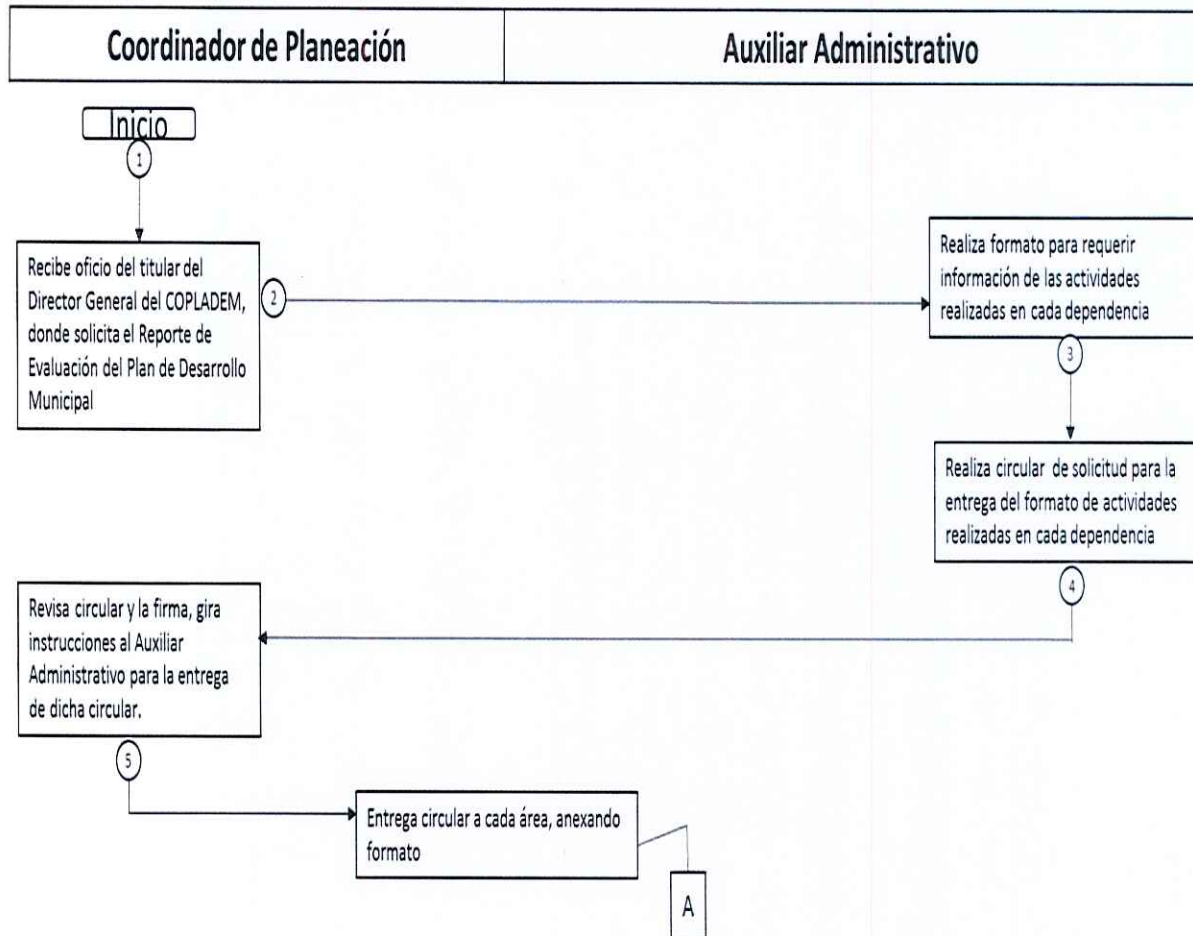 Coordinador de Planeación
Auxiliar Administrativo
Inicio
1
Recibe oficio del titular del
Director General del COPLADEM,
donde solicita el Reporte de
Evaluación del Plan de Desarrollo
Municipal
2
Realiza formato para requerir
información de las actividades
realizadas en cada dependencia
3
Realiza circular de solicitud para la
entrega del formato de actividades
realizadas en cada dependencia
4
Revisa circular y la firma, gira
instrucciones al Auxiliar
Administrativo para la entrega
de dicha circular.
5
Entrega circular a cada área, anexando
formato
A